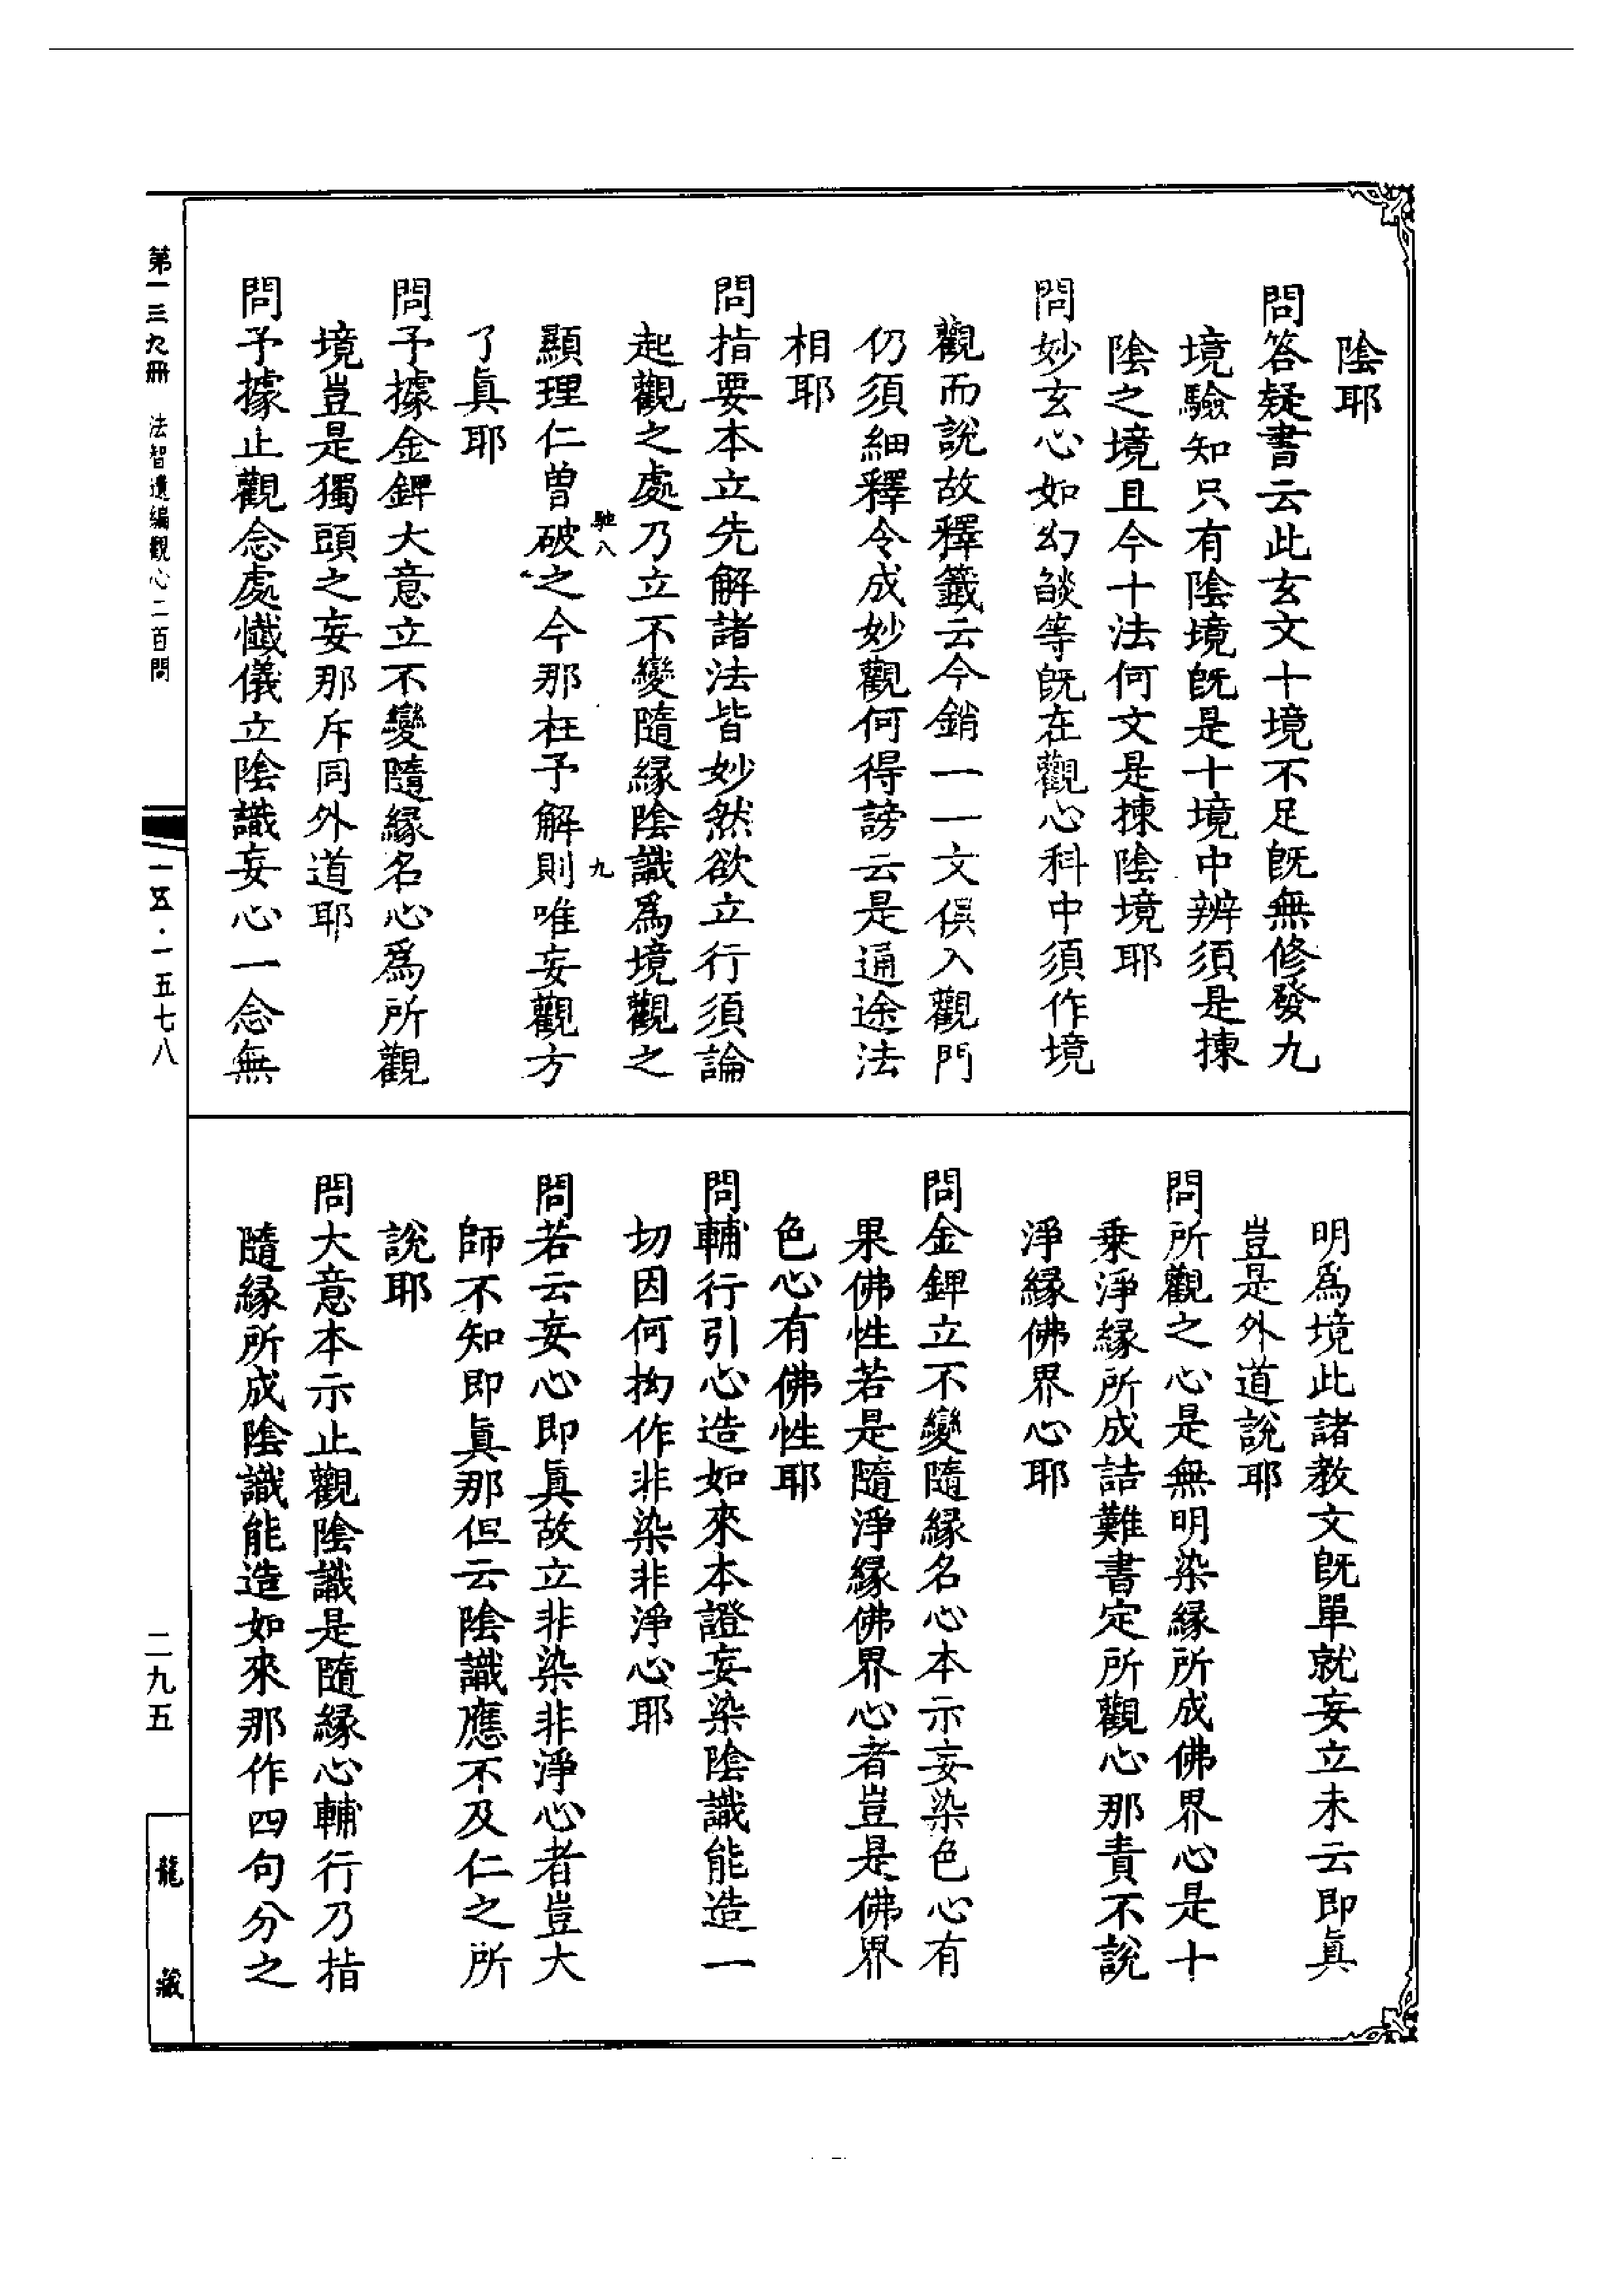 陰耶
問答疑書云此玄文十境不足旣無修發九
境驗知只有陰境旣是十境中辨須是揀
陰之境且今十法何文是揀陰境耶
問妙玄心如幻𦦨等旣在觀心科中須作境
觀而說故釋籤云今銷一一文俱入觀門
仍須細釋令成妙觀何得謗云是通途法
相耶
問指要本立先解諸法皆妙然欲立行須論
起觀之處乃立不變隨緣陰識爲境觀之
馳八
九
顯理仁曾破之今那枉予解則唯妄觀方
了眞耶
問予據金錍大意立不變隨緣名心爲所觀
境豈是獨頭之妄那斥同外道耶
問予據止觀念處懺儀立陰識妄心一念無
明爲境此諸教文旣單就妄立未云即眞
豈是外道說耶
問所觀之心是無明染緣所成佛界心是十
乗淨緣所成詰難書定所觀心那責不說
淨緣佛界心耶
問金錍立不變隨緣名心本示妄染色心有
果佛性若是隨淨緣佛界心者豈是佛界
色心有佛性耶
問輔行引心造如來本證妄染陰識能造一
切因何拗作非染非淨心耶
問若云妄心即眞故立非染非淨心者豈大
師不知即眞那但云陰識應不及仁之所
說耶
問大意本示止觀陰識是隨緣心輔行乃指
隨緣所成陰識能造如來那作四句分之
第一三九冊 法智遺編觀心二百問
一五·一五七八
二九五
龍藏